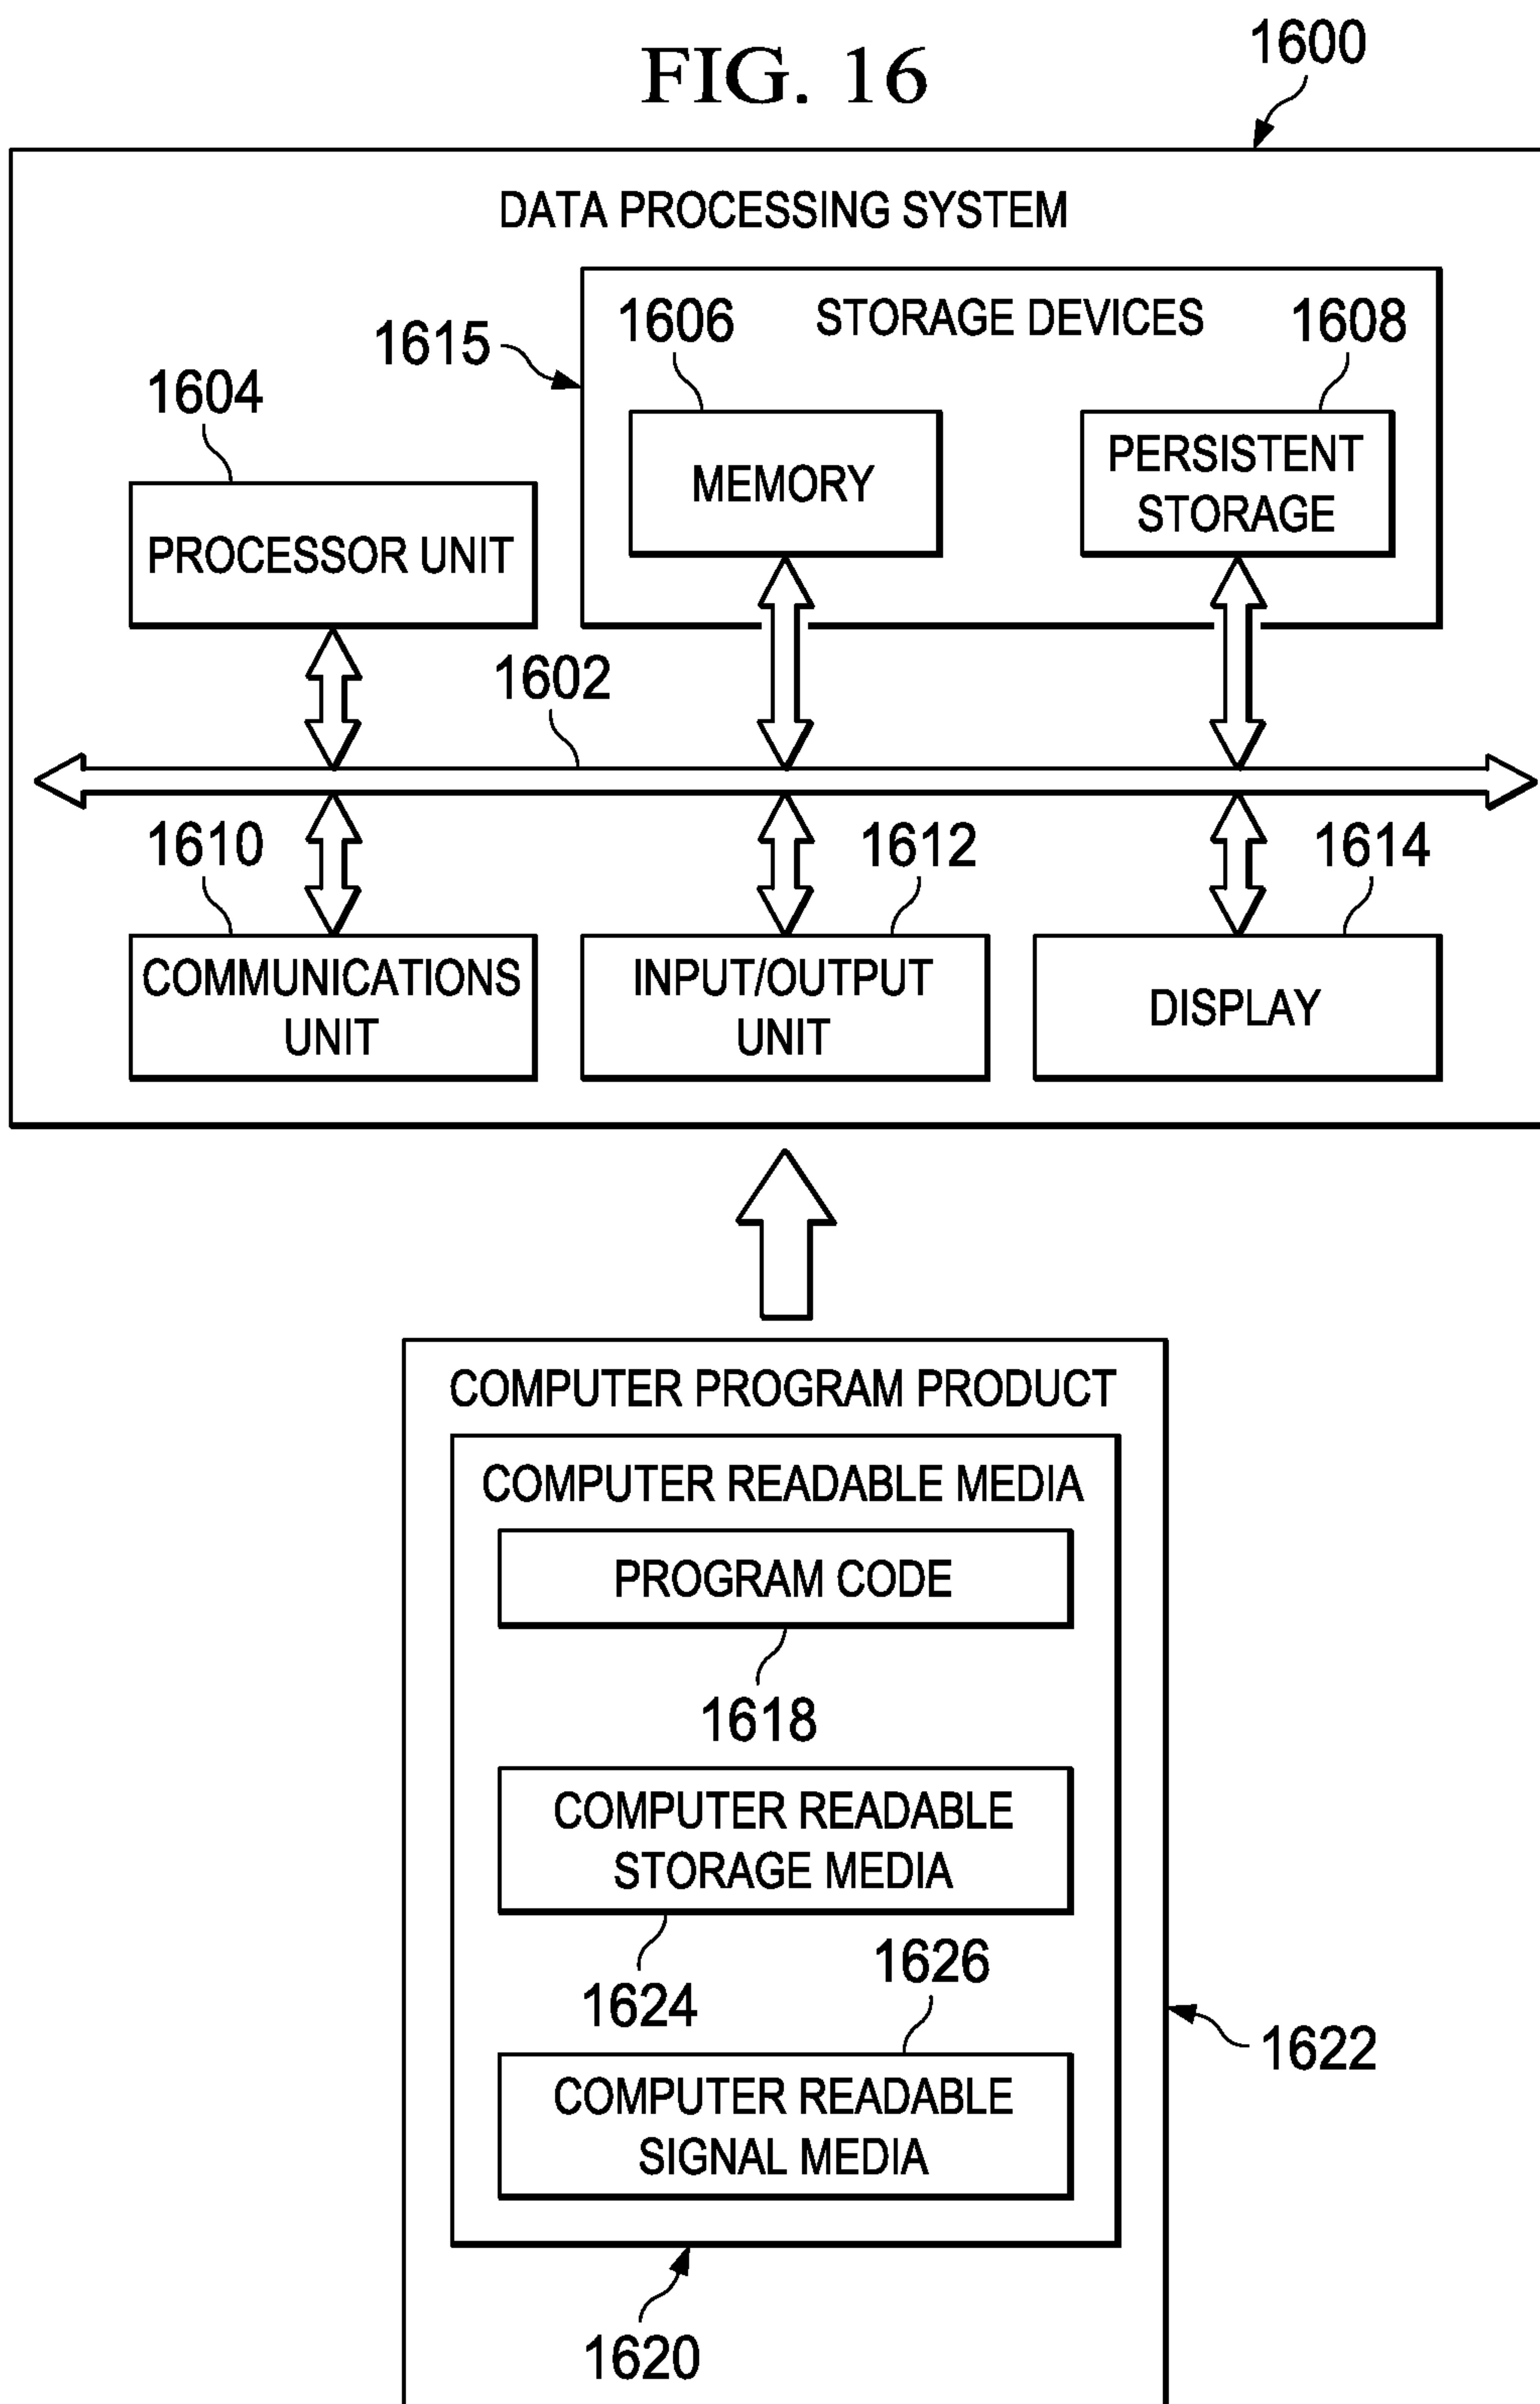 FIG. 16
1600
DATA PROCESSING SYSTEM
1615
1606
STORAGE DEVICES
1608
1604
MEMORY
PERSISTENT
STORAGE
PROCESSOR UNIT
1602
1610
1612
1614
COMMUNICATIONS
UNIT
INPUT/OUTPUT
UNIT
DISPLAY
COMPUTER PROGRAM PRODUCT
COMPUTER READABLE MEDIA
PROGRAM CODE
1618
COMPUTER READABLE
STORAGE MEDIA
1624
1626
1622
COMPUTER READABLE
SIGNAL MEDIA
1620